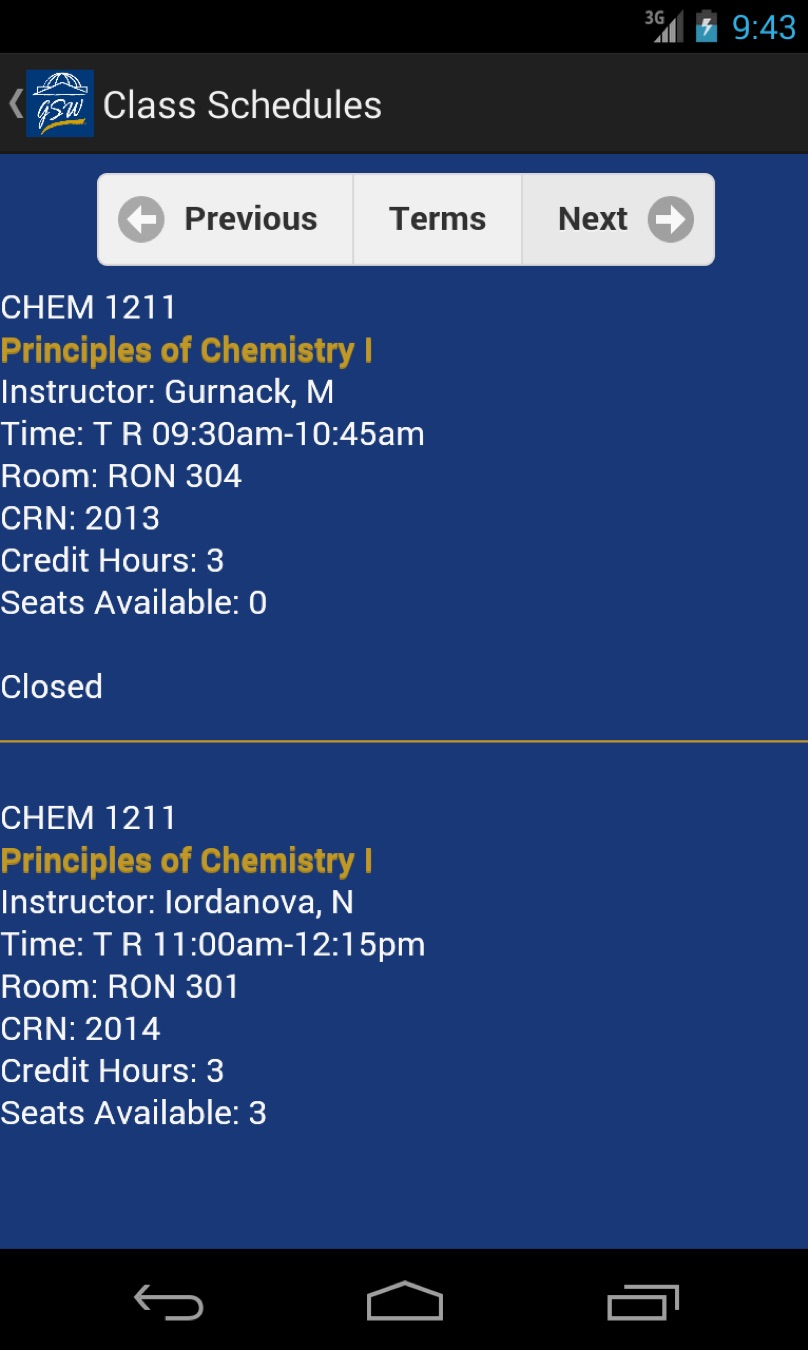 3G 9:43
GSW Class Schedules
Previous Terms Next
CHEM 1211
Principles of Chemistry I
Instructor: Gurnack, M
Time: T R 09:30am-10:45am
Room: RON 304
CRN: 2013
Credit Hours: 3
Seats Available: 0
Closed
CHEM 1211
Principles of Chemistry I
Instructor: Iordanova, N
Time: T R 11:00am-12:15pm
Room: RON 301
CRN: 2014
Credit Hours: 3
Seats Available: 3